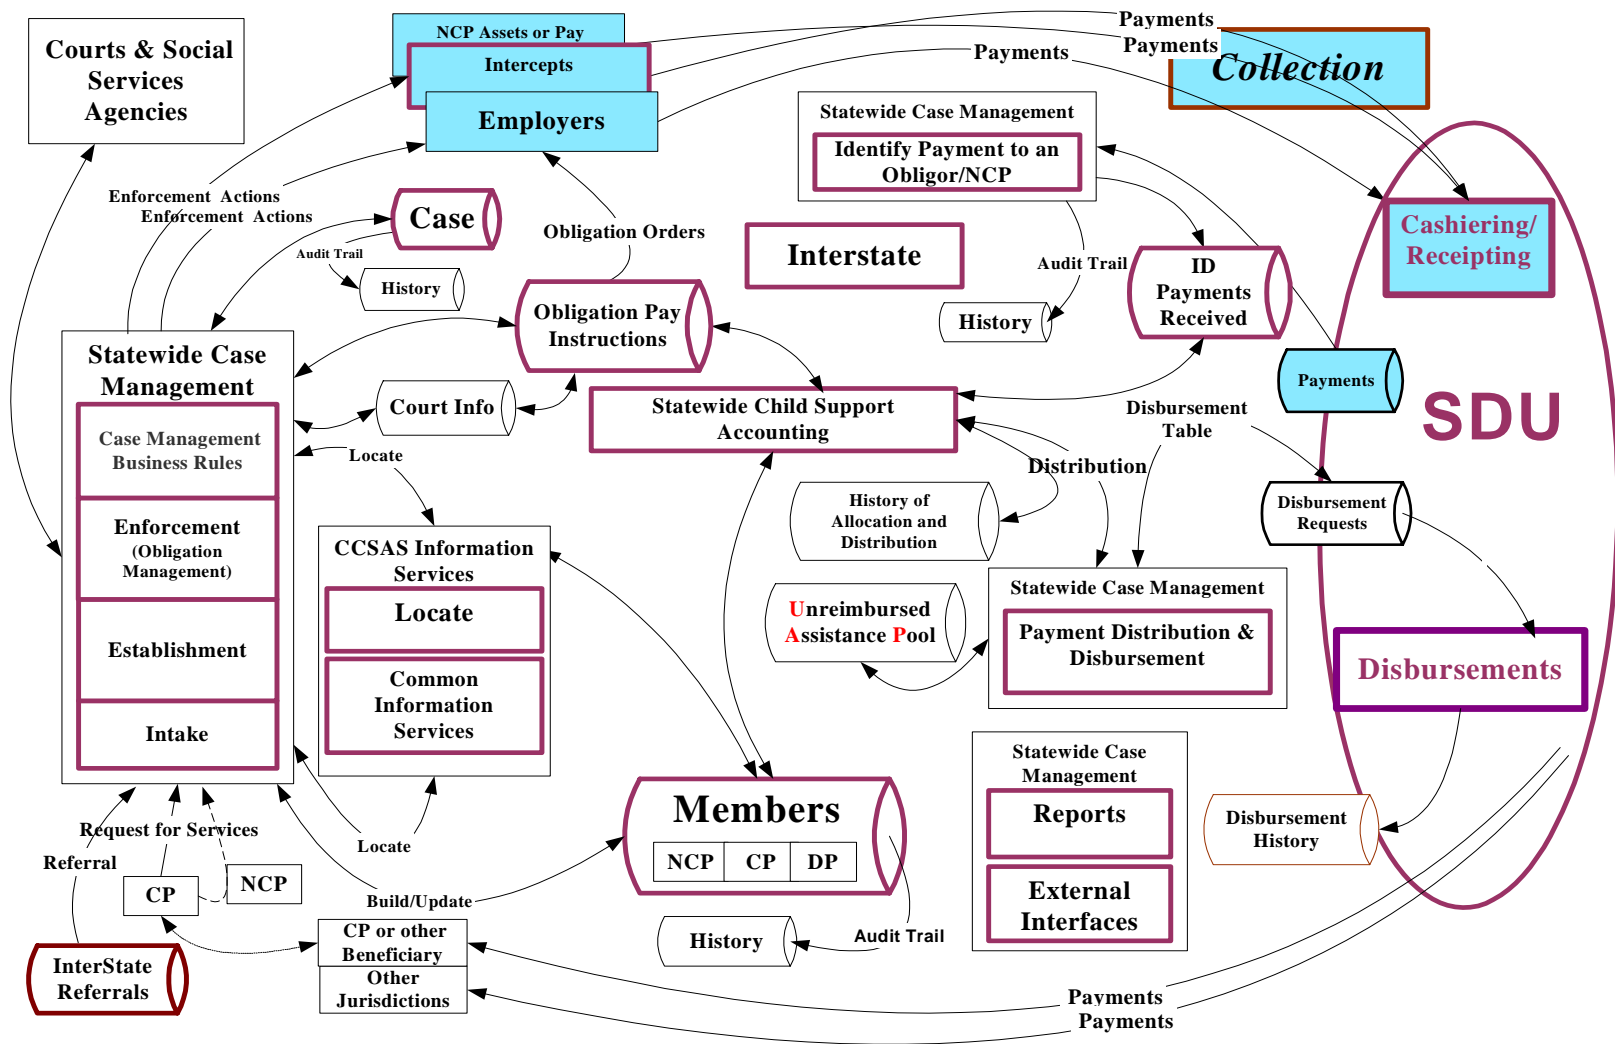 Courts & Social
Services
Agencies
NCP Assets or Pay
Intercepts
Employers
Payments
Payments
Payments
Collection
Statewide Case Management
Identify Payment to an
Obligor/NCP
Enforcement Actions
Enforcement Actions
Case
Audit Trail
History
Obligation Orders
Interstate
Audit Trail
History
ID
Payments
Received
Cashiering/
Receipting
Obligation Pay
Instructions
Statewide Case
Management
Case Management
Business Rules
Enforcement
(Obligation
Management)
Establishment
Intake
Court Info
Locate
Statewide Child Support
Accounting
Disbursement
Table
Payments
SDU
Distribution
History of
Allocation and
Distribution
Disbursement
Requests
CCSAS Information
Services
Locate
Common
Information
Services
Unreimbursed
Assistance Pool
Statewide Case Management
Payment Distribution &
Disbursement
Disbursements
Statewide Case
Management
Reports
External
Interfaces
Disbursement
History
Members
NCP CP DP
Request for Services
Referral
CP
NCP
Locate
Build/Update
History
Audit Trail
InterState
Referrals
CP or other
Beneficiary
Other
Jurisdictions
Payments
Payments